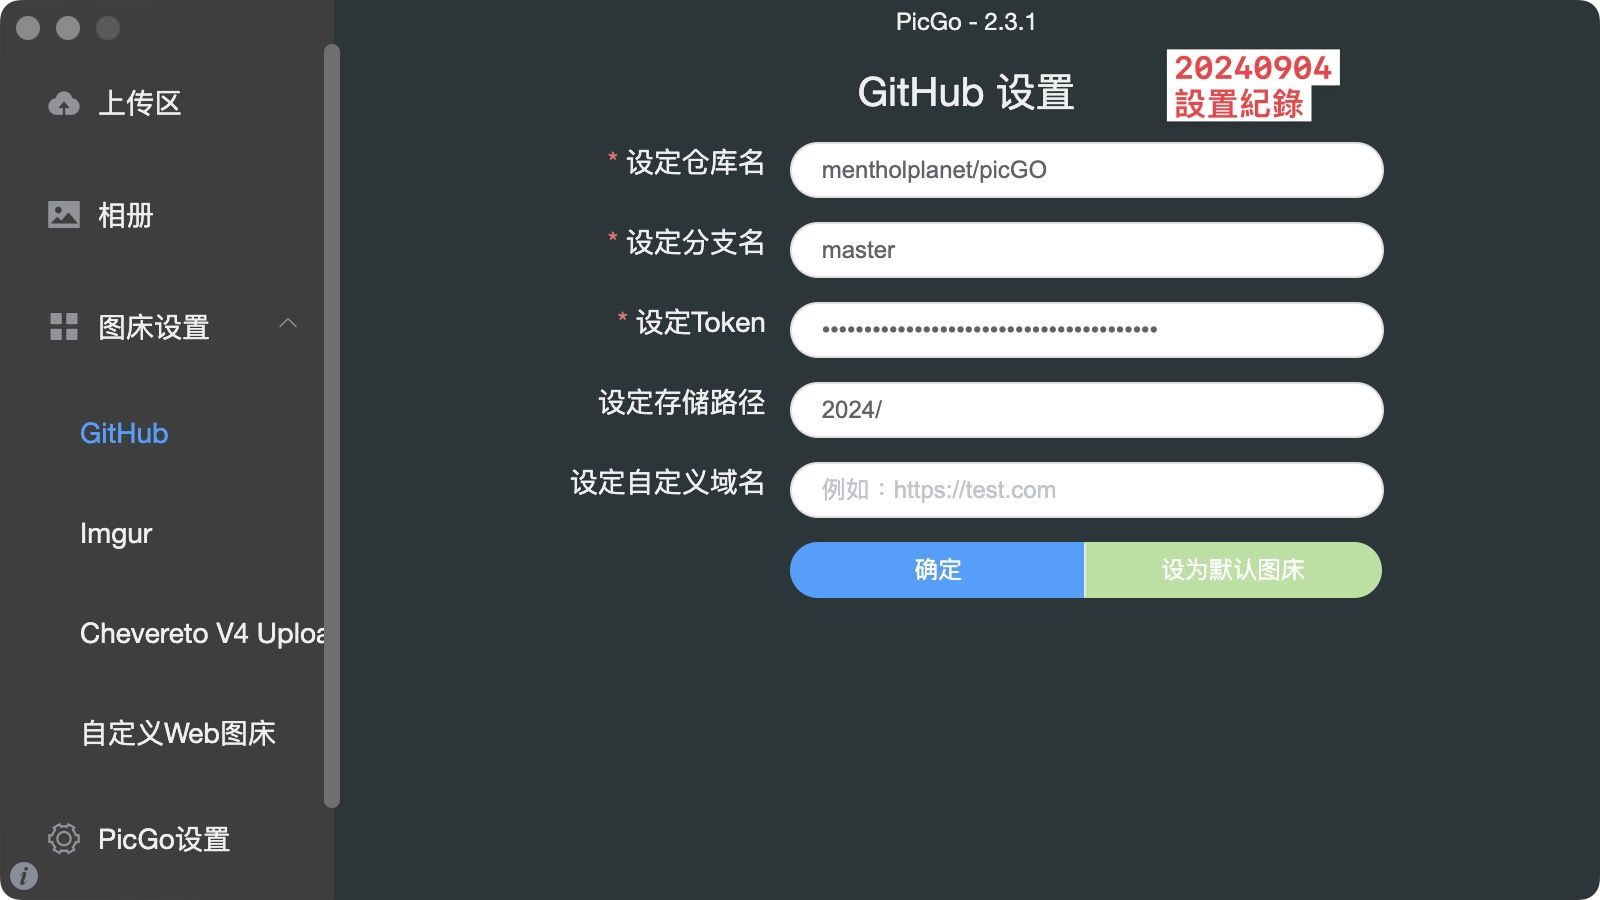 PicGo - 2.3.1
上传区
相册
图床设置
GitHub
Imgur
Chevereto V4 Uploa
自定义Web图床
PicGo设置
GitHub 设置
20240904
設置紀錄
* 设定仓库名
mentholplanet/picGO
* 设定分支名
master
* 设定Token
••••••••••••••••••••••••••••••••••••••••
设定存储路径
2024/
设定自定义域名
例如：https://test.com
确定
设为默认图床